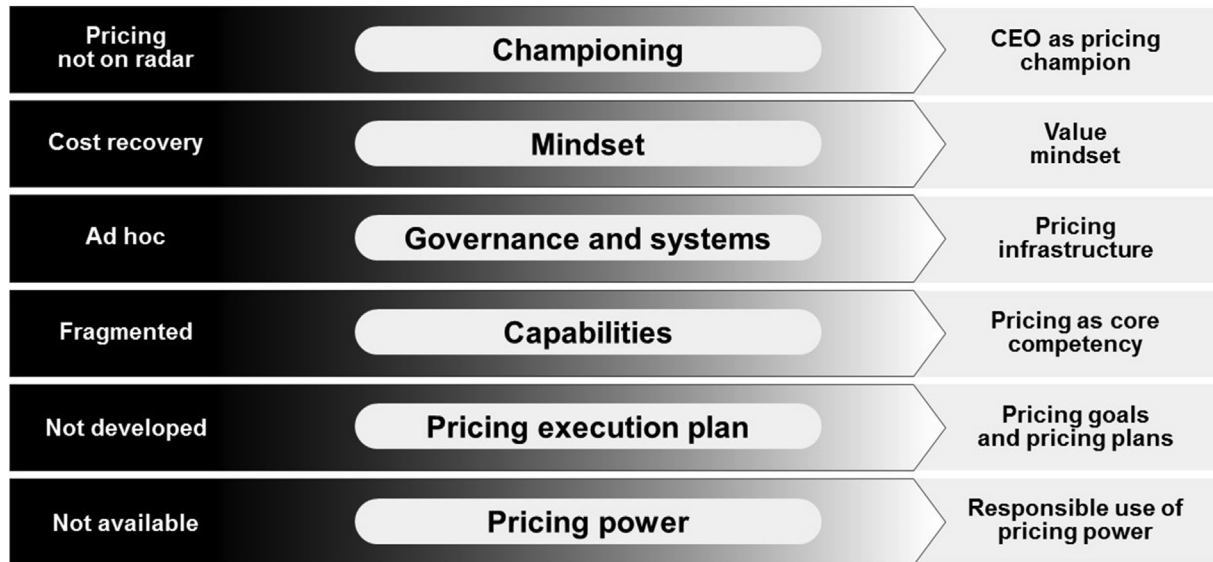 Pricing
not on radar
Championing
CEO as pricing
champion
Cost recovery
Mindset
Value
mindset
Ad hoc
Governance and systems
Pricing
infrastructure
Fragmented
Capabilities
Pricing as core
competency
Not developed
Pricing execution plan
Pricing goals
and pricing plans
Not available
Pricing power
Responsible use of
pricing power